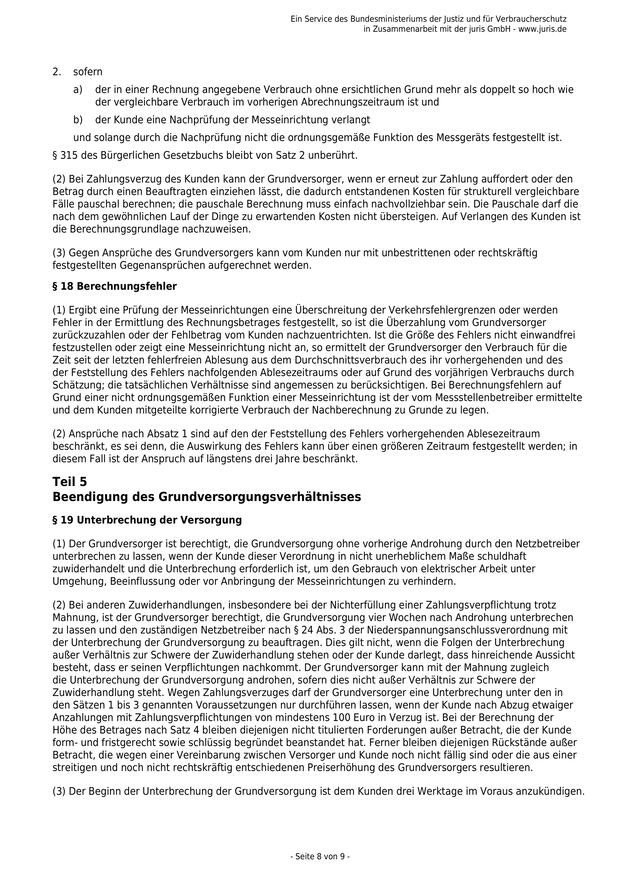 Ein Service des Bundesministeriums der Justiz und für Verbraucherschutz
in Zusammenarbeit mit der juris GmbH - www.juris.de
2. sofern
a) der in einer Rechnung angegebene Verbrauch ohne ersichtlichen Grund mehr als doppelt so hoch wie
der vergleichbare Verbrauch im vorherigen Abrechnungszeitraum ist und
b) der Kunde eine Nachprüfung der Messeinrichtung verlangt
und solange durch die Nachprüfung nicht die ordnungsgemäße Funktion des Messgeräts festgestellt ist.
§ 315 des Bürgerlichen Gesetzbuchs bleibt von Satz 2 unberührt.
(2) Bei Zahlungsverzug des Kunden kann der Grundversorger, wenn er erneut zur Zahlung auffordert oder den
Betrag durch einen Beauftragten einziehen lässt, die dadurch entstandenen Kosten für strukturell vergleichbare
Fälle pauschal berechnen; die pauschale Berechnung muss einfach nachvollziehbar sein. Die Pauschale darf die
nach dem gewöhnlichen Lauf der Dinge zu erwartenden Kosten nicht übersteigen. Auf Verlangen des Kunden ist
die Berechnungsgrundlage nachzuweisen.
(3) Gegen Ansprüche des Grundversorgers kann vom Kunden nur mit unbestrittenen oder rechtskräftig
festgestellten Gegenansprüchen aufgerechnet werden.
§ 18 Berechnungsfehler
(1) Ergibt eine Prüfung der Messeinrichtungen eine Überschreitung der Verkehrsfehlergrenzen oder werden
Fehler in der Ermittlung des Rechnungsbetrages festgestellt, so ist die Überzahlung vom Grundversorger
zurückzuzahlen oder der Fehlbetrag vom Kunden nachzuentrichten. Ist die Größe des Fehlers nicht einwandfrei
festzustellen oder zeigt eine Messeinrichtung nicht an, so ermittelt der Grundversorger den Verbrauch für die
Zeit seit der letzten fehlerfreien Ablesung aus dem Durchschnittsverbrauch des ihr vorhergehenden und des
der Feststellung des Fehlers nachfolgenden Ablesezeitraums oder auf Grund des vorjährigen Verbrauchs durch
Schätzung; die tatsächlichen Verhältnisse sind angemessen zu berücksichtigen. Bei Berechnungsfehlern auf
Grund einer nicht ordnungsgemäßen Funktion einer Messeinrichtung ist der vom Messstellenbetreiber ermittelte
und dem Kunden mitgeteilte korrigierte Verbrauch der Nachberechnung zu Grunde zu legen.
(2) Ansprüche nach Absatz 1 sind auf den der Feststellung des Fehlers vorhergehenden Ablesezeitraum
beschränkt, es sei denn, die Auswirkung des Fehlers kann über einen größeren Zeitraum festgestellt werden; in
diesem Fall ist der Anspruch auf längstens drei Jahre beschränkt.
Teil 5
Beendigung des Grundversorgungsverhältnisses
§ 19 Unterbrechung der Versorgung
(1) Der Grundversorger ist berechtigt, die Grundversorgung ohne vorherige Androhung durch den Netzbetreiber
unterbrechen zu lassen, wenn der Kunde dieser Verordnung in nicht unerheblichem Maße schuldhaft
zuwiderhandelt und die Unterbrechung erforderlich ist, um den Gebrauch von elektrischer Arbeit unter
Umgehung, Beeinflussung oder vor Anbringung der Messeinrichtungen zu verhindern.
(2) Bei anderen Zuwiderhandlungen, insbesondere bei der Nichterfüllung einer Zahlungsverpflichtung trotz
Mahnung, ist der Grundversorger berechtigt, die Grundversorgung vier Wochen nach Androhung unterbrechen
zu lassen und den zuständigen Netzbetreiber nach § 24 Abs. 3 der Niederspannungsanschlussverordnung mit
der Unterbrechung der Grundversorgung zu beauftragen. Dies gilt nicht, wenn die Folgen der Unterbrechung
außer Verhältnis zur Schwere der Zuwiderhandlung stehen oder der Kunde darlegt, dass hinreichende Aussicht
besteht, dass er seinen Verpflichtungen nachkommt. Der Grundversorger kann mit der Mahnung zugleich
die Unterbrechung der Grundversorgung androhen, sofern dies nicht außer Verhältnis zur Schwere der
Zuwiderhandlung steht. Wegen Zahlungsverzuges darf der Grundversorger eine Unterbrechung unter den in
den Sätzen 1 bis 3 genannten Voraussetzungen nur durchführen lassen, wenn der Kunde nach Abzug etwaiger
Anzahlungen mit Zahlungsverpflichtungen von mindestens 100 Euro in Verzug ist. Bei der Berechnung der
Höhe des Betrages nach Satz 4 bleiben diejenigen nicht titulierten Forderungen außer Betracht, die der Kunde
form- und fristgerecht sowie schlüssig begründet beanstandet hat. Ferner bleiben diejenigen Rückstände außer
Betracht, die wegen einer Vereinbarung zwischen Versorger und Kunde noch nicht fällig sind oder die aus einer
streitigen und noch nicht rechtskräftig entschiedenen Preiserhöhung des Grundversorgers resultieren.
(3) Der Beginn der Unterbrechung der Grundversorgung ist dem Kunden drei Werktage im Voraus anzukündigen.
- Seite 8 von 9 -